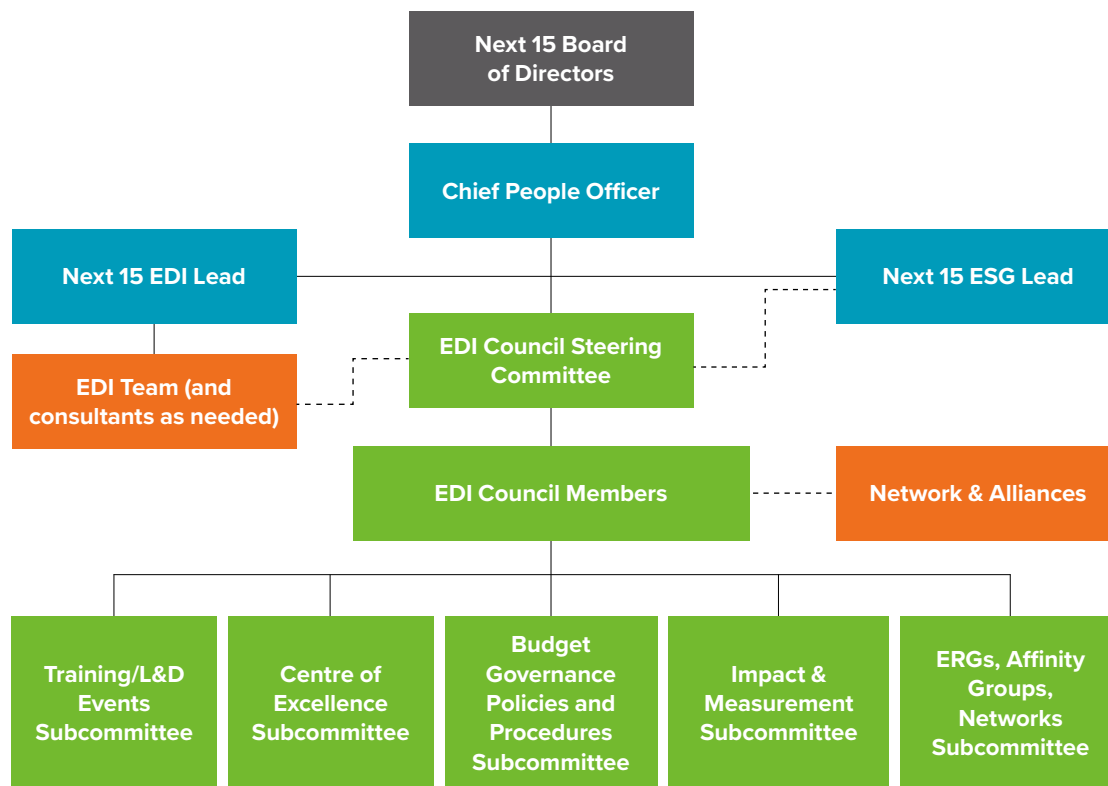 Next 15 Board
of Directors
Chief People Officer
Next 15 EDI Lead
Next 15 ESG Lead
EDI Council Steering
Committee
EDI Team (and
consultants as needed)
EDI Council Members
Network & Alliances
Training/L&D
Events
Subcommittee
Centre of
Excellence
Subcommittee
Budget
Governance
Policies and
Procedures
Subcommittee
Impact &
Measurement
Subcommittee
ERGs, Affinity
Groups,
Networks
Subcommittee